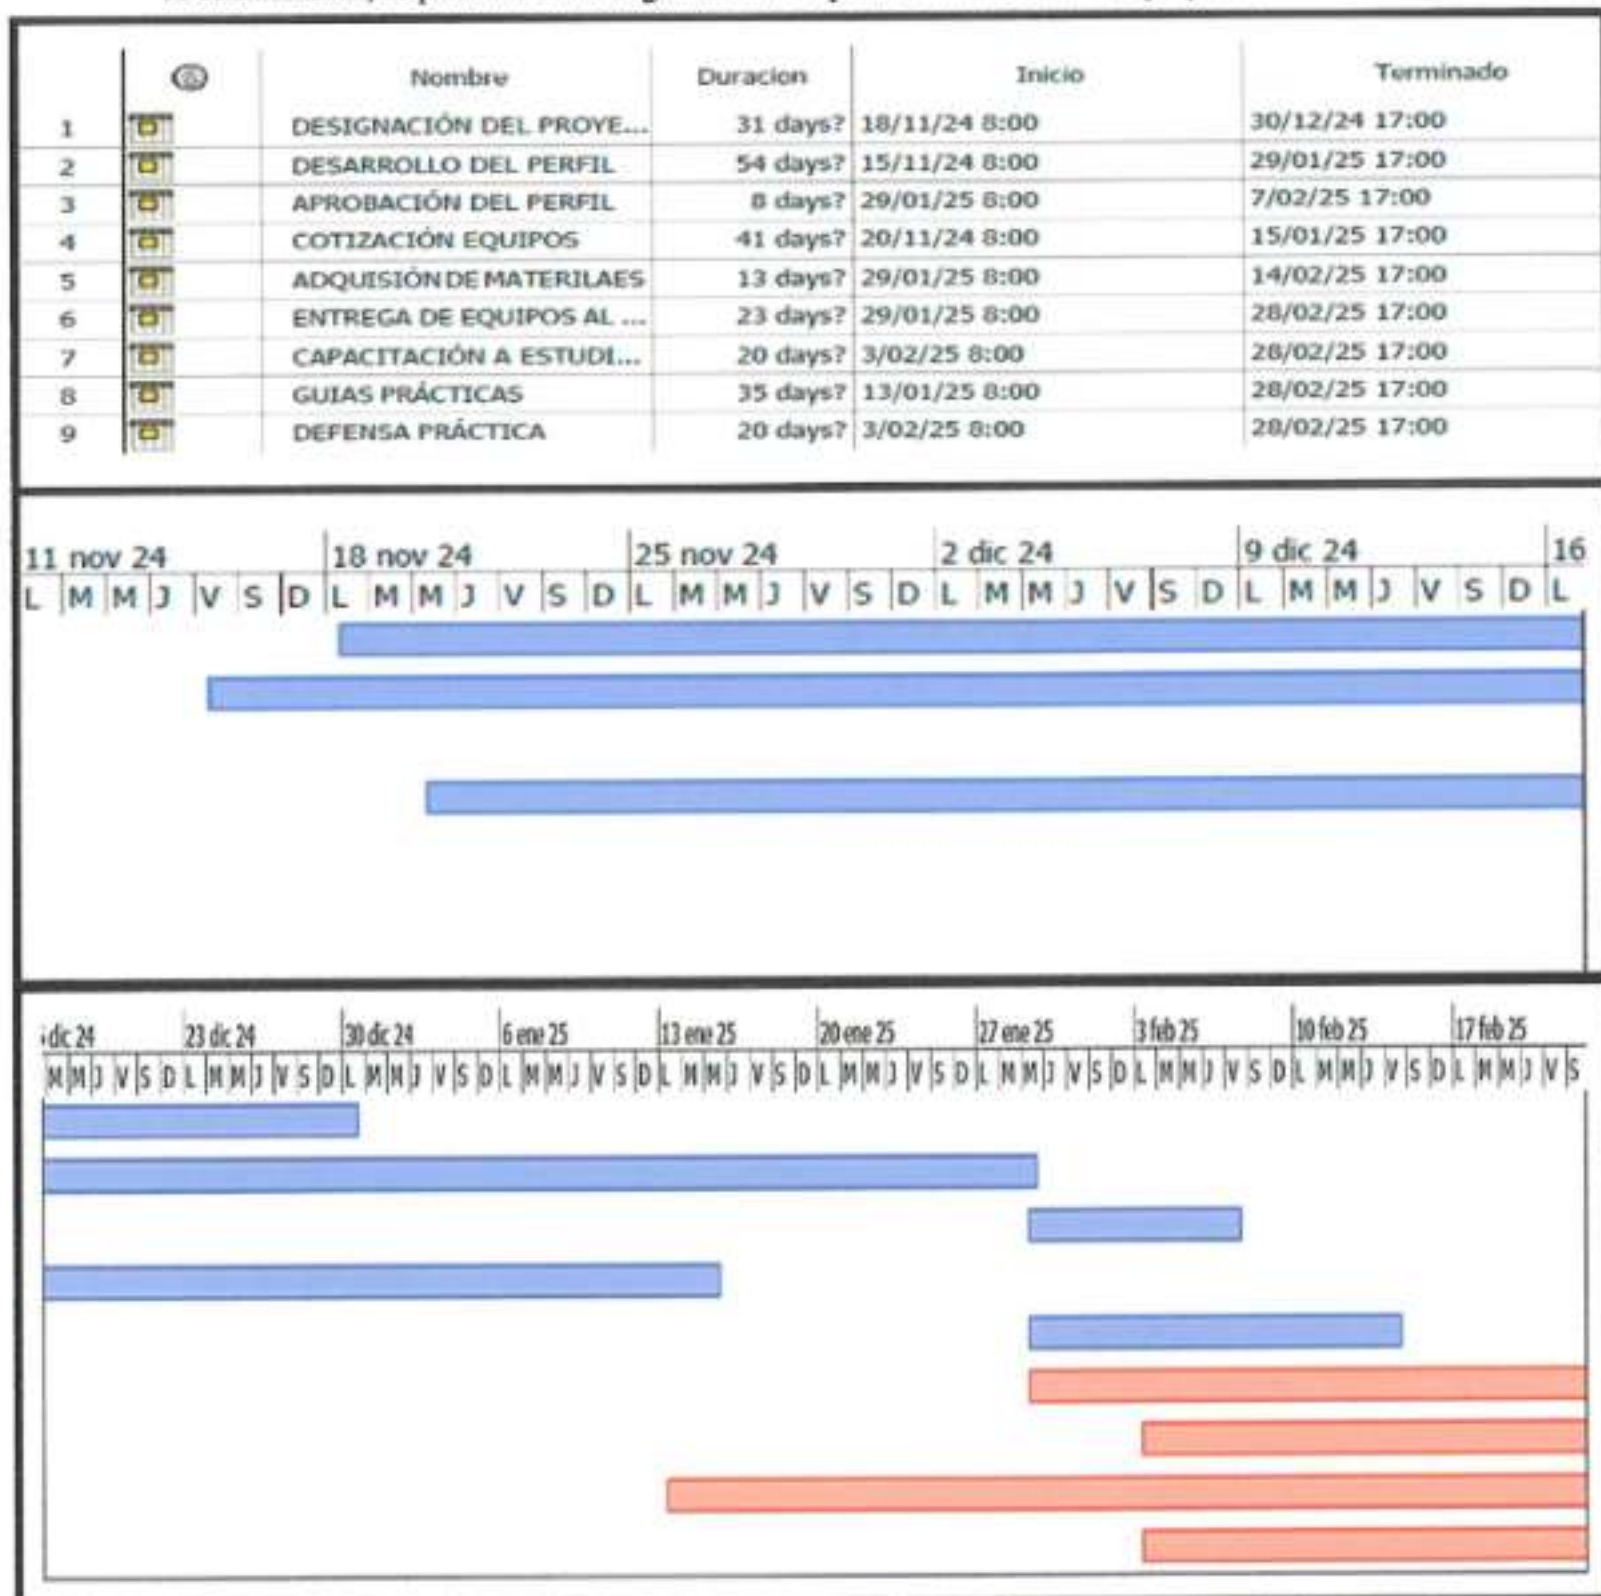 Nombre Duracion Inicio Terminado
1 DESIGNACIÓN DEL PROYE... 31 days? 18/11/24 8:00 30/12/24 17:00
2 DESARROLLO DEL PERFIL 54 days? 15/11/24 8:00 29/01/25 17:00
3 APROBACIÓN DEL PERFIL 8 days? 29/01/25 8:00 7/02/25 17:00
4 COTIZACIÓN EQUIPOS 41 days? 20/11/24 8:00 15/01/25 17:00
5 ADQUISIÓN DE MATERILAES 13 days? 29/01/25 8:00 14/02/25 17:00
6 ENTREGA DE EQUIPOS AL ... 23 days? 29/01/25 8:00 28/02/25 17:00
7 CAPACITACIÓN A ESTUDI... 20 days? 3/02/25 8:00 28/02/25 17:00
8 GUIAS PRÁCTICAS 35 days? 13/01/25 8:00 28/02/25 17:00
9 DEFENSA PRÁCTICA 20 days? 3/02/25 8:00 28/02/25 17:00
11 nov 24 18 nov 24 25 nov 24 2 dic 24 9 dic 24 16
L M M J V S D L M M J V S D L M M J V S D L M M J V S D L M M J V S D L
dic 24 23 dic 24 30 dic 24 6 ene 25 13 ene 25 20 ene 25 27 ene 25 3 feb 25 10 feb 25 17 feb 25
M M J V S D L M M J V S D L M M J V S D L M M J V S D L M M J V S D L M M J V S D L M M J V S D L M M J V S D L M M J V S D L M M J V S